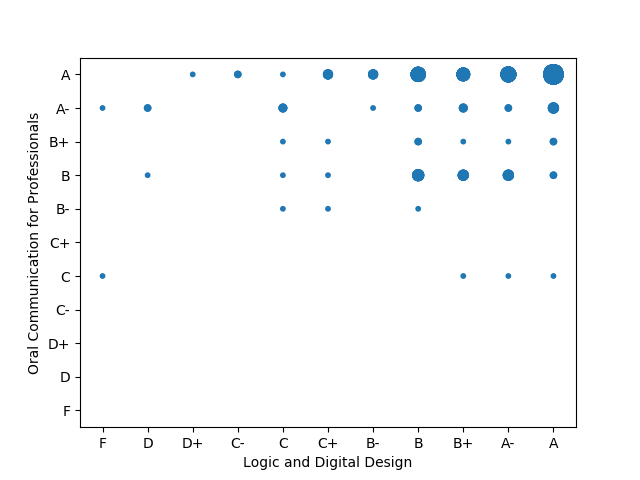 Oral Communication for Professionals
A
A-
B+
B
B-
C+
C
C-
D+
D
F
F
D
D+
C-
C
C+
B-
B
B+
A-
A
Logic and Digital Design